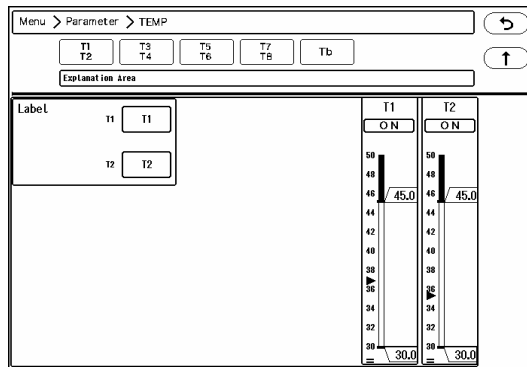 Menu > Parameter > TEMP
T1 T3 T5 T7 Tb
T2 T4 T6 T8
Explanation Area
Label
T1 T1
T2 T2
T1 T2
ON ON
50 50
48 48
46 45.0 46 45.0
44 44
42 42
40 40
38 38
36 36
34 34
32 32
30 30.0 30 30.0